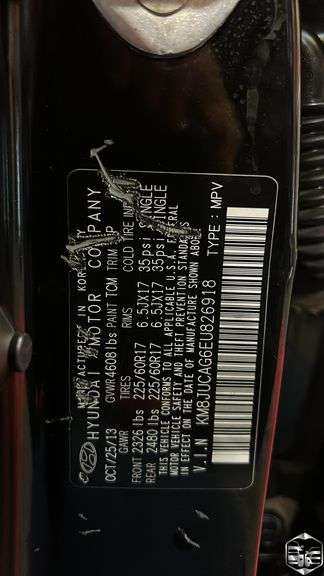 MANUFACTURED IN KOREA BY
HYUNDAI MOTOR COMPANY
OCT/25/13 GVWR4608lbs PAINT TCM TRIM
GAWR TIRES RIMS COLD TIRE
FRONT 2326 lbs 225/60R17 6.5JX17 35psi SINGLE
REAR 2480 lbs 225/60R17 6.5JX17 35psi SINGLE
THIS VEHICLE CONFORMS TO ALL APPLICABLE U.S.A. FEDERAL
MOTOR VEHICLE SAFETY AND THEFT PREVENTION STANDARDS
IN EFFECT ON THE DATE OF MANUFACTURE SHOWN ABOVE
V.I.N KM8JUCAG6EU826918 TYPE : MPV